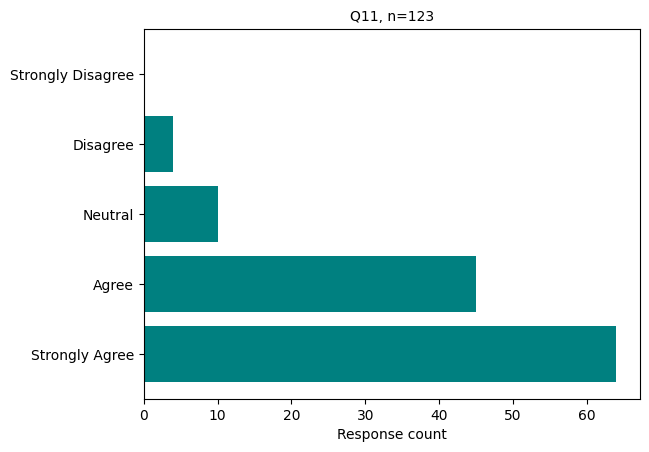 Q11, n=123
Strongly Disagree
Disagree
Neutral
Agree
Strongly Agree
0 10 20 30 40 50 60
Response count